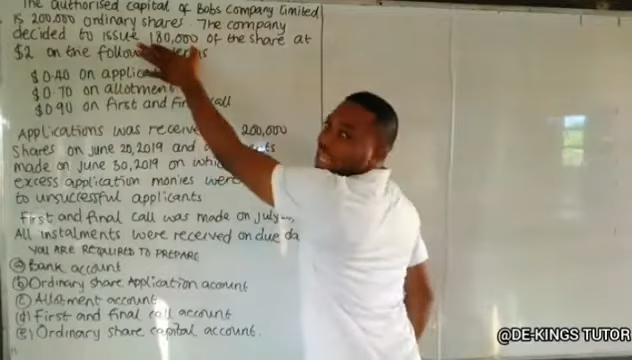 The authorised capital of Bobs Company Limited
is 200,000 ordinary shares. The company
decided to issue 180,000 of the share at
$2 on the
$0.40 on
$0.70 on allotment
$0.90 on first and
Applications was 200,000
shares on June 20, 2019 and
made on June 30, 2019 on
excess application monies were
to unsuccessful applicants
First and final call was made on July
All instalments were received on due
YOU ARE REQUIRED TO PREPARE
(a) Bank account
(b) Ordinary share Application acount
(c) Allotment account
(d) First and final call account
(e) Ordinary share capital account.
@DE-KINGS TUTOR